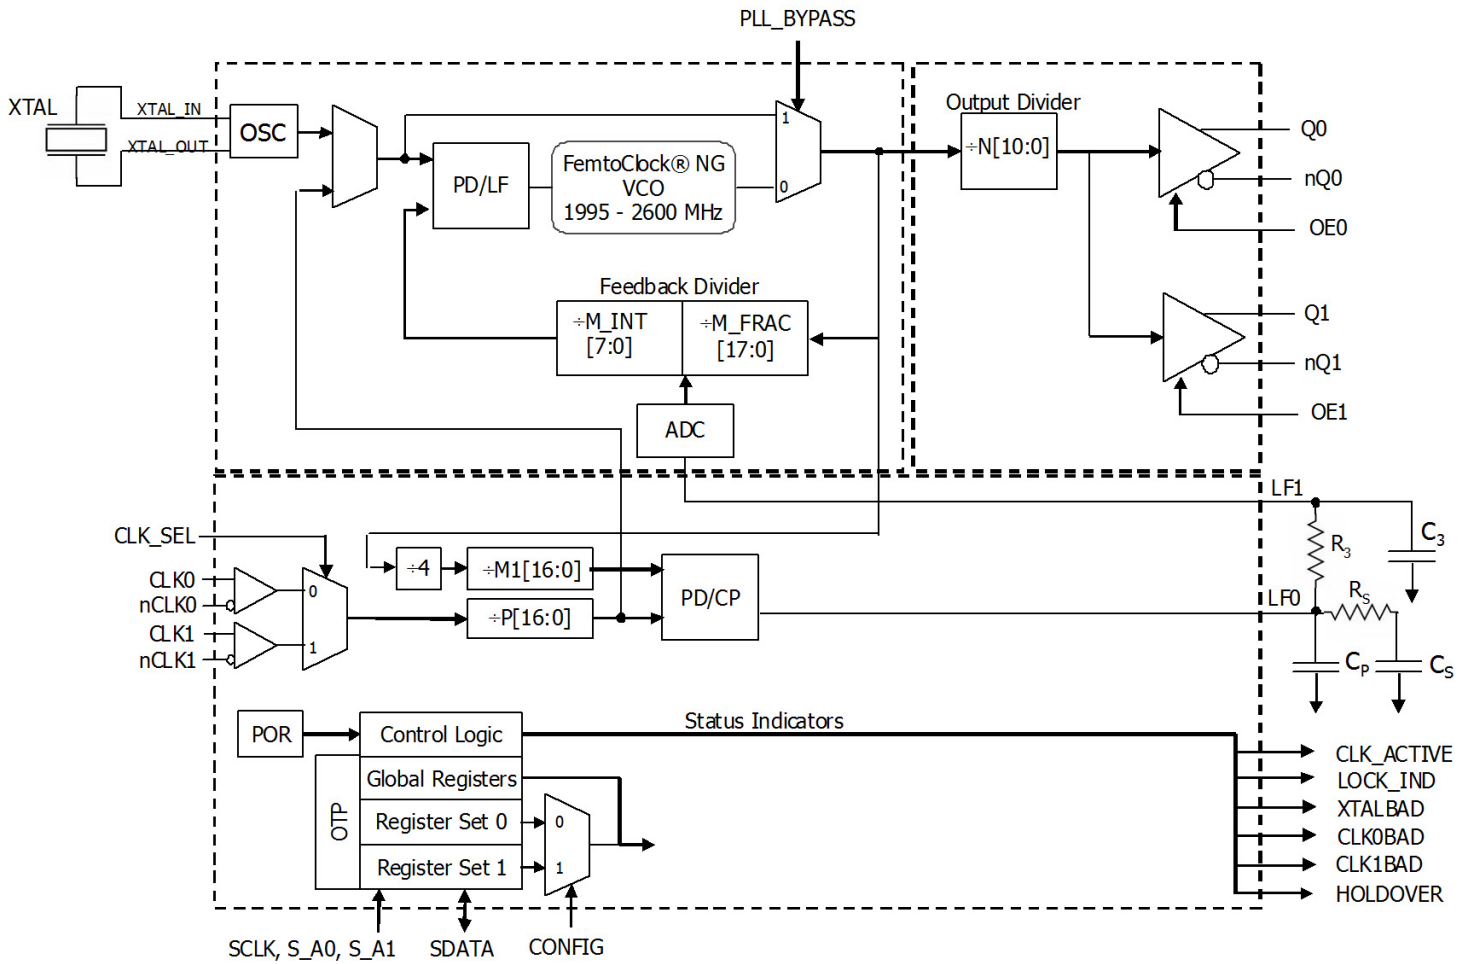 PLL_BYPASS
XTAL
XTAL_IN
XTAL_OUT
OSC
PD/LF
FemtoClock® NG
VCO
1995 - 2600 MHz
1
0
Output Divider
÷N[10:0]
Q0
nQ0
OE0
Q1
nQ1
OE1
Feedback Divider
÷M_INT
[7:0]
÷M_FRAC
[17:0]
ADC
LF1
R3
C3
LF0
RS
CP
CS
CLK_SEL
CLK0
nCLK0
CLK1
nCLK1
0
1
÷4
÷M1[16:0]
÷P[16:0]
PD/CP
POR
Control Logic
Status Indicators
OTP
Global Registers
Register Set 0
Register Set 1
0
1
CLK_ACTIVE
LOCK_IND
XTALBAD
CLK0BAD
CLK1BAD
HOLDOVER
SCLK, S_A0, S_A1
SDATA
CONFIG